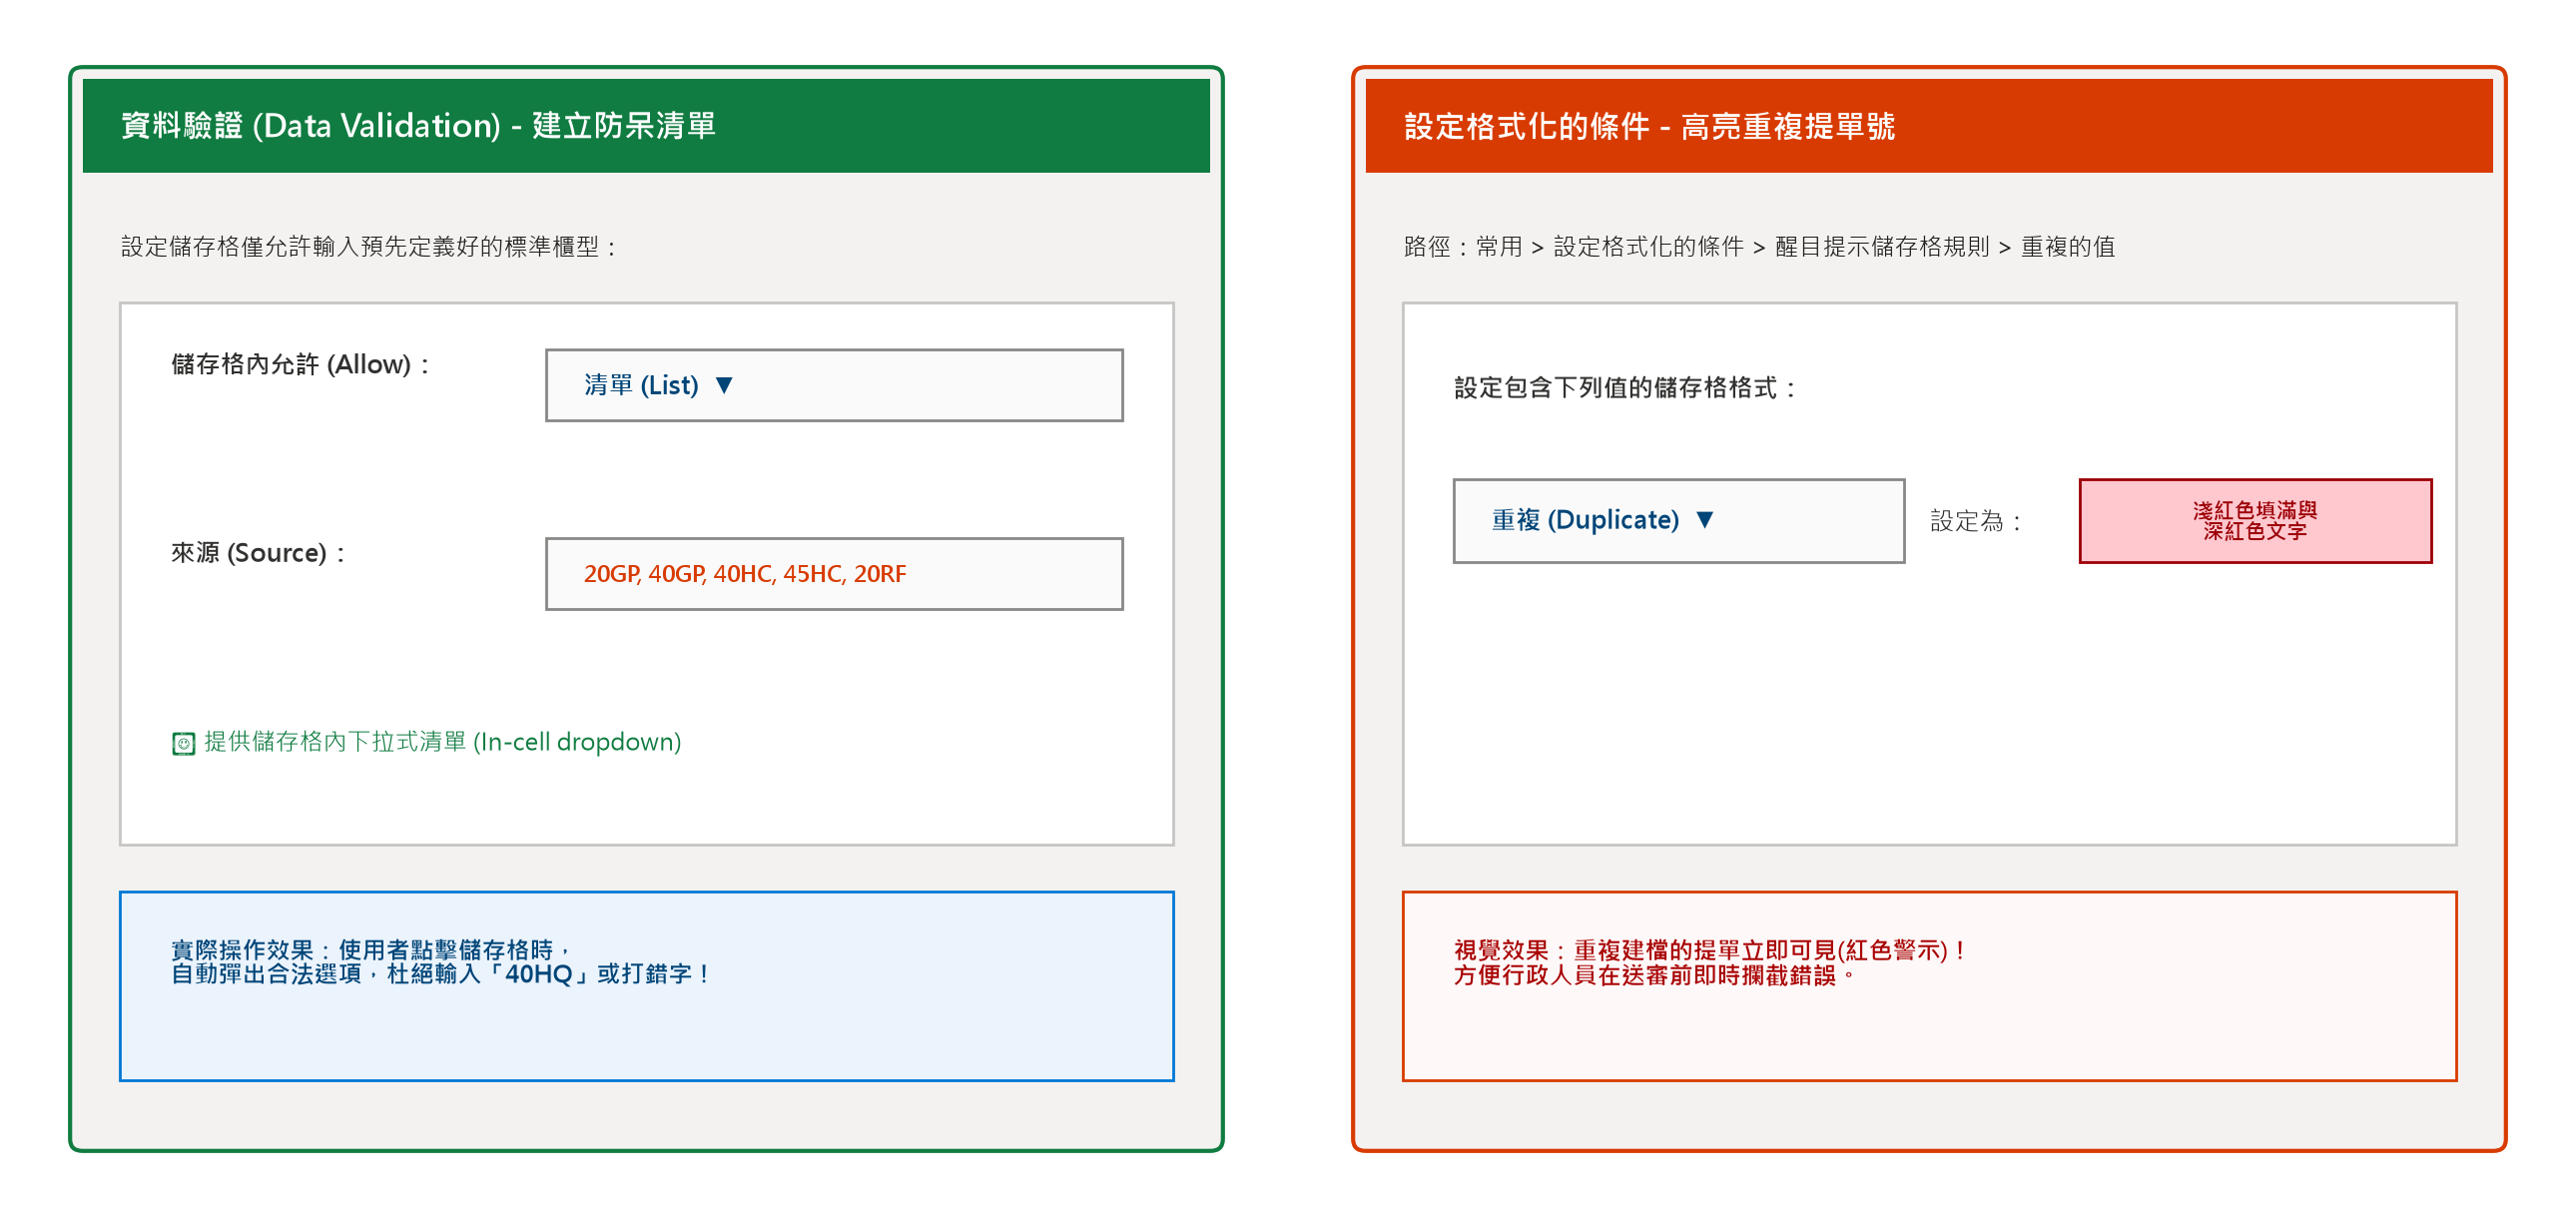 資料驗證 (Data Validation) - 建立防呆清單
設定儲存格僅允許輸入預先定義好的標準櫃型：
儲存格內允許 (Allow)：
清單 (List) ▼
來源 (Source)：
20GP, 40GP, 40HC, 45HC, 20RF
提供儲存格內下拉式清單 (In-cell dropdown)
實際操作效果：使用者點擊儲存格時，
自動彈出合法選項，杜絕輸入「40HQ」或打錯字！
設定格式化的條件 - 高亮重複提單號
路徑：常用 > 設定格式化的條件 > 醒目提示儲存格規則 > 重複的值
設定包含下列值的儲存格格式：
重複 (Duplicate) ▼
設定為：
淺紅色填滿與
深紅色文字
視覺效果：重複建檔的提單立即可見(紅色警示)！
方便行政人員在送審前即時攔截錯誤。